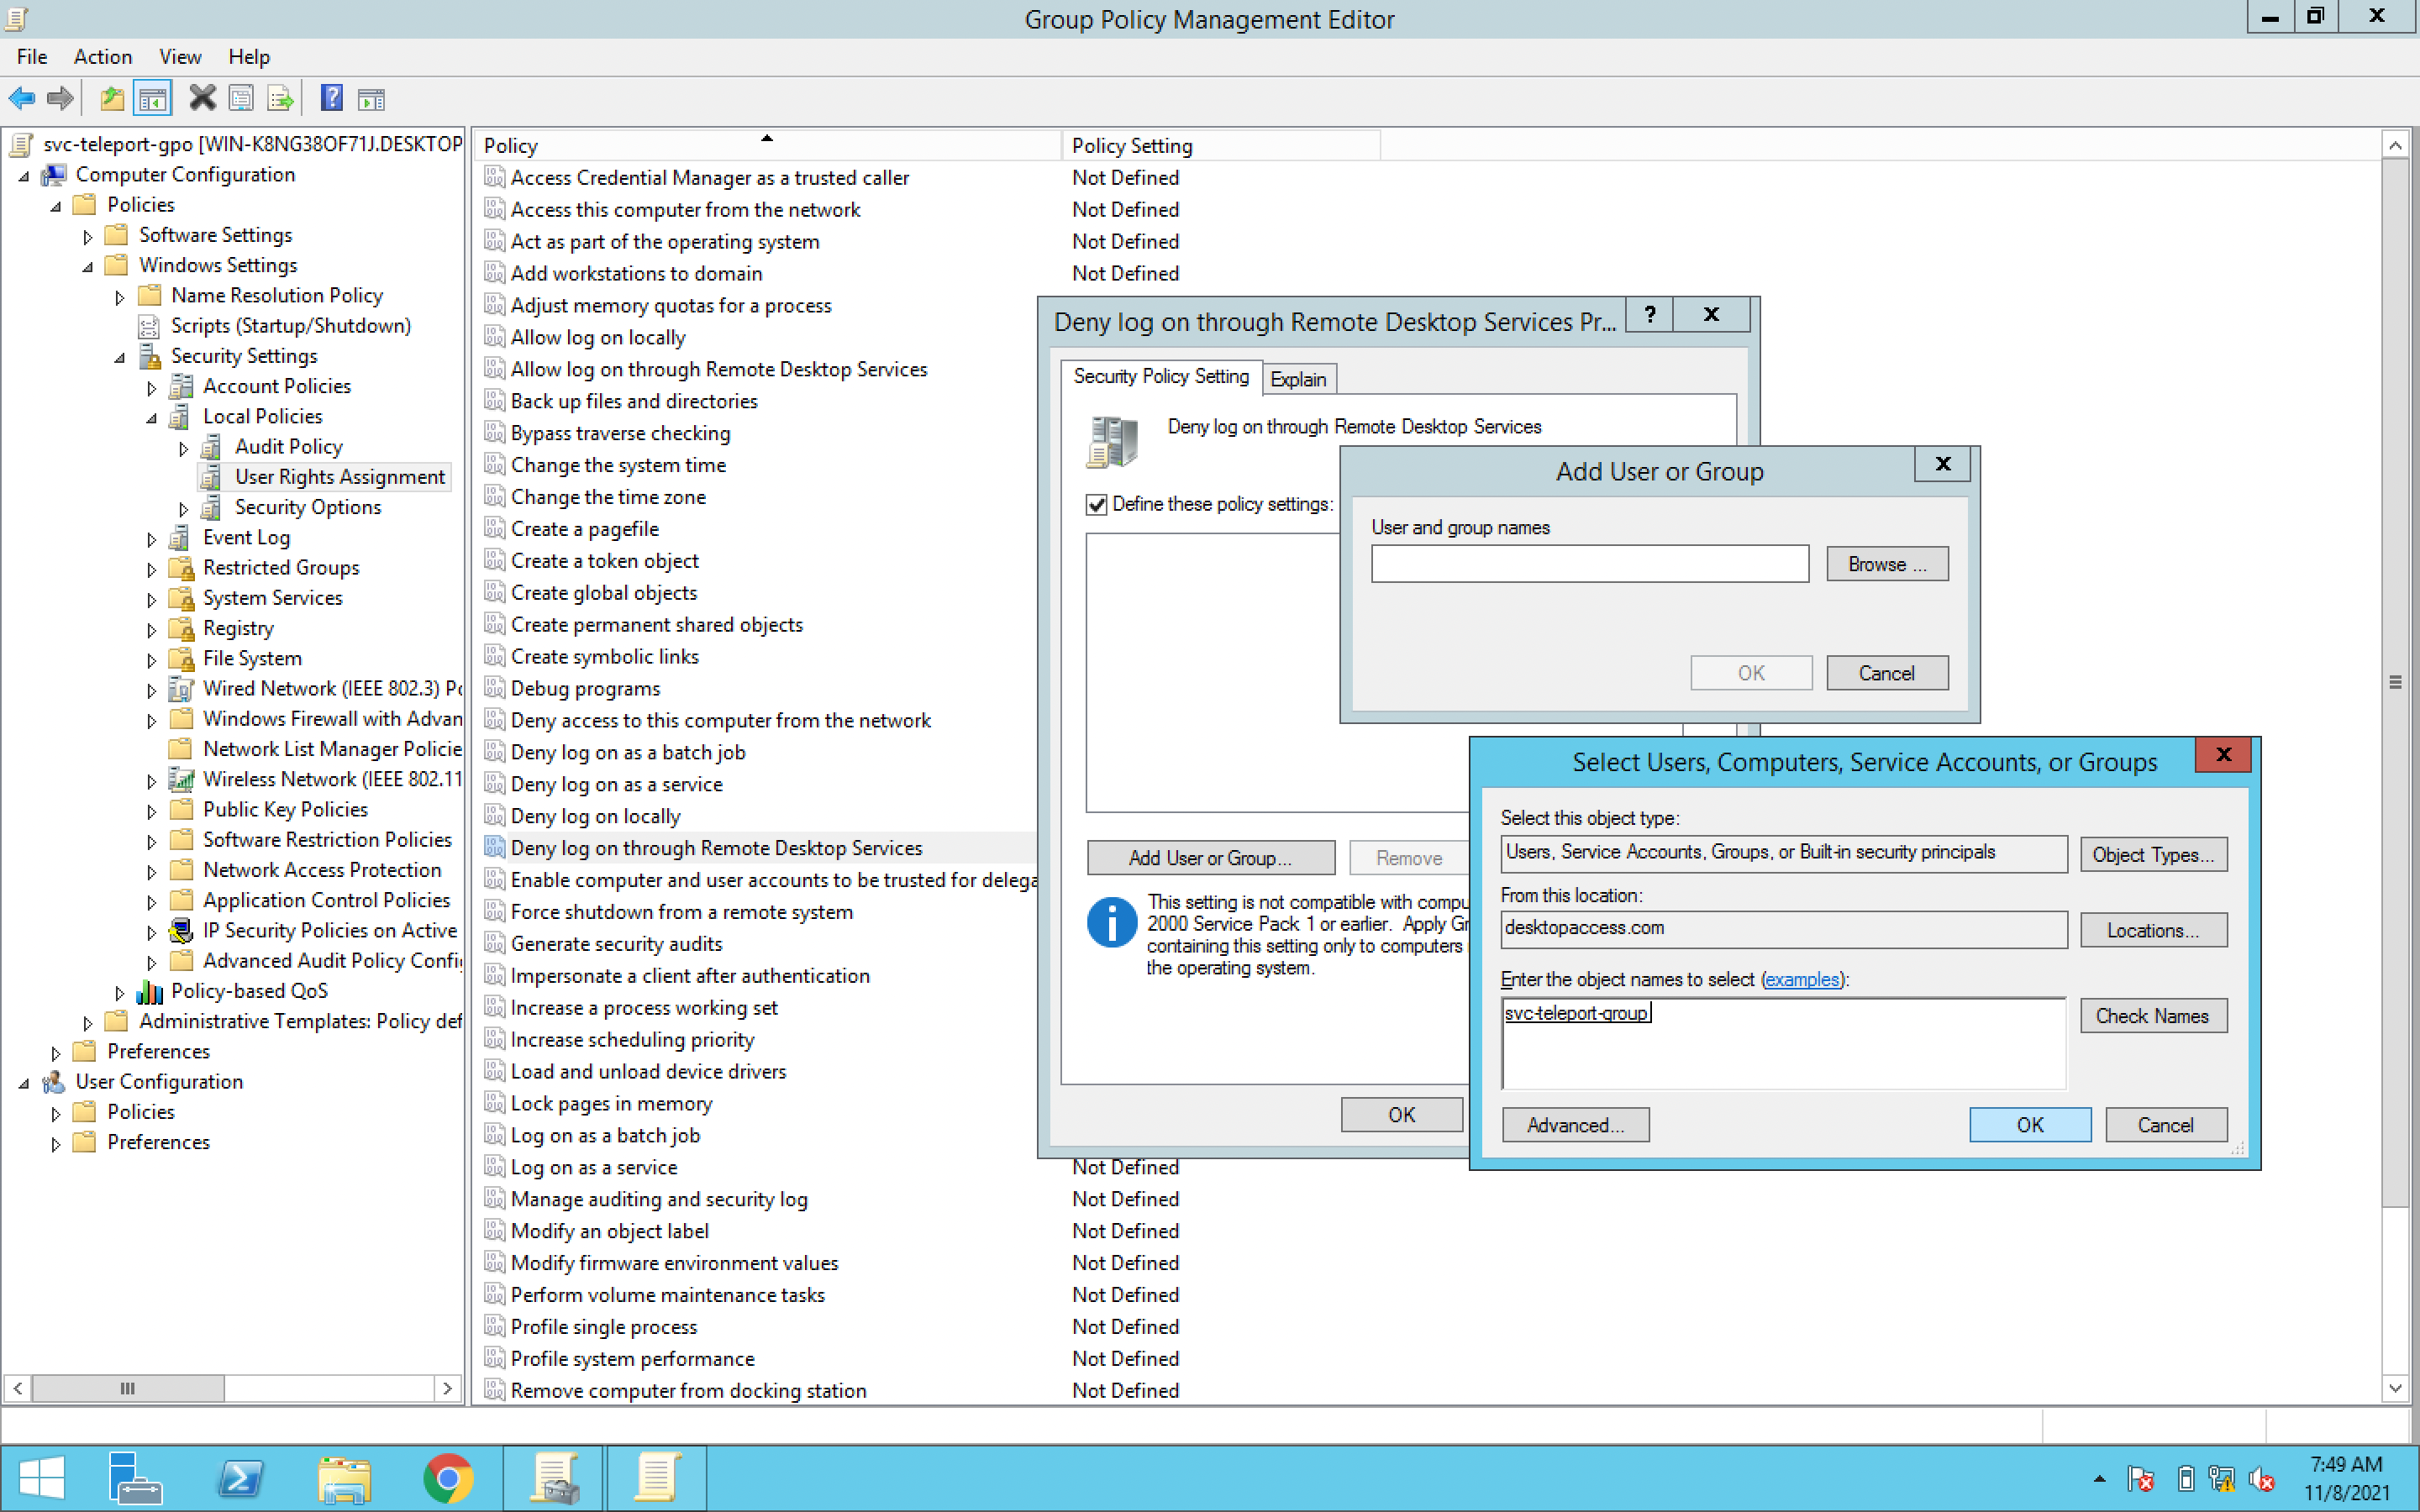 Group Policy Management Editor
File Action View Help
svc-teleport-gpo [WIN-K8NG38OF71J.DESKTOP
Computer Configuration
Policies
Software Settings
Windows Settings
Name Resolution Policy
Scripts (Startup/Shutdown)
Security Settings
Account Policies
Local Policies
Audit Policy
User Rights Assignment
Security Options
Event Log
Restricted Groups
System Services
Registry
File System
Wired Network (IEEE 802.3) Po
Windows Firewall with Advan
Network List Manager Policie
Wireless Network (IEEE 802.11
Public Key Policies
Software Restriction Policies
Network Access Protection
Application Control Policies
IP Security Policies on Active
Advanced Audit Policy Config
Policy-based QoS
Administrative Templates: Policy def
Preferences
User Configuration
Policies
Preferences
Policy Policy Setting
Access Credential Manager as a trusted caller Not Defined
Access this computer from the network Not Defined
Act as part of the operating system Not Defined
Add workstations to domain Not Defined
Adjust memory quotas for a process
Allow log on locally
Allow log on through Remote Desktop Services
Back up files and directories
Bypass traverse checking
Change the system time
Change the time zone
Create a pagefile
Create a token object
Create global objects
Create permanent shared objects
Create symbolic links
Debug programs
Deny access to this computer from the network
Deny log on as a batch job
Deny log on as a service
Deny log on locally
Deny log on through Remote Desktop Services
Enable computer and user accounts to be trusted for delega
Force shutdown from a remote system
Generate security audits
Impersonate a client after authentication
Increase a process working set
Increase scheduling priority
Load and unload device drivers
Lock pages in memory
Log on as a batch job
Log on as a service Not Defined
Manage auditing and security log Not Defined
Modify an object label Not Defined
Modify firmware environment values Not Defined
Perform volume maintenance tasks Not Defined
Profile single process Not Defined
Profile system performance Not Defined
Remove computer from docking station Not Defined
Deny log on through Remote Desktop Services Pr... ?
Security Policy Setting Explain
Deny log on through Remote Desktop Services
Define these policy settings:
Add User or Group... Remove
This setting is not compatible with compu
2000 Service Pack 1 or earlier. Apply Gr
containing this setting only to computers
the operating system.
OK
Add User or Group
User and group names
Browse ...
OK Cancel
Select Users, Computers, Service Accounts, or Groups
Select this object type:
Users, Service Accounts, Groups, or Built-in security principals Object Types...
From this location:
desktopaccess.com Locations...
Enter the object names to select (examples):
svc-teleport-group Check Names
Advanced... OK Cancel
7:49 AM
11/8/2021